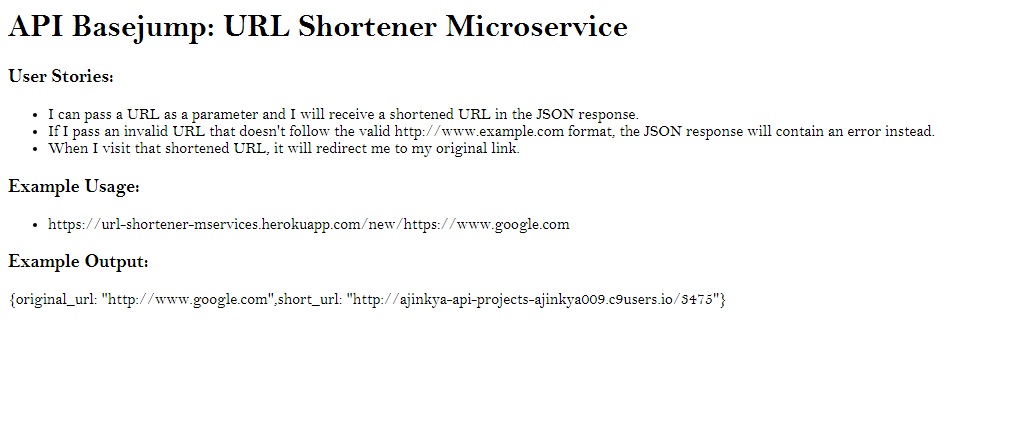 API Basejump: URL Shortener Microservice
User Stories:
• I can pass a URL as a parameter and I will receive a shortened URL in the JSON response.
• If I pass an invalid URL that doesn't follow the valid http://www.example.com format, the JSON response will contain an error instead.
• When I visit that shortened URL, it will redirect me to my original link.
Example Usage:
• https://url-shortener-mservices.herokuapp.com/new/https://www.google.com
Example Output:
{original_url: "http://www.google.com",short_url: "http://ajinkya-api-projects-ajinkya009.c9users.io/3475"}